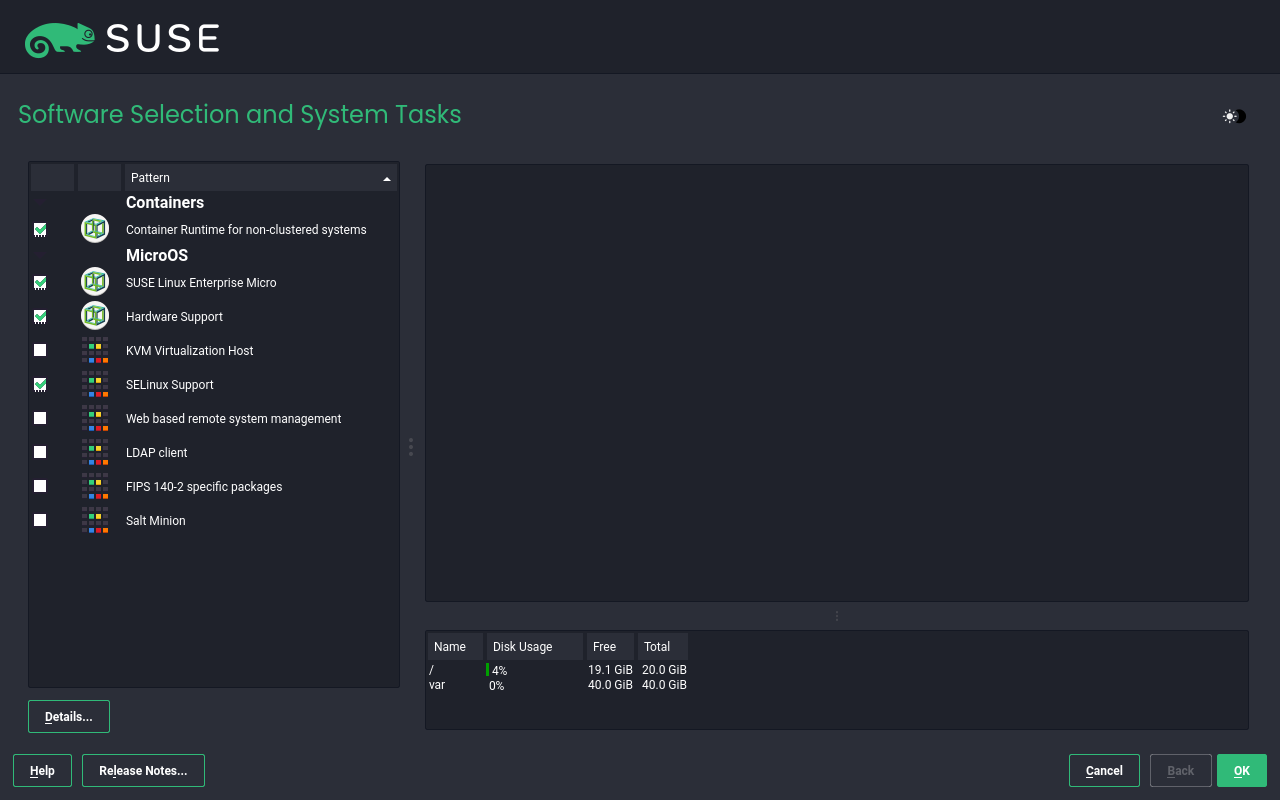 SUSE
Software Selection and System Tasks
Pattern
Containers
Container Runtime for non-clustered systems
MicroOS
SUSE Linux Enterprise Micro
Hardware Support
KVM Virtualization Host
SELinux Support
Web based remote system management
LDAP client
FIPS 140-2 specific packages
Salt Minion
Name Disk Usage Free Total
/ 4% 19.1 GiB 20.0 GiB
var 0% 40.0 GiB 40.0 GiB
Details...
Help Release Notes... Cancel Back OK